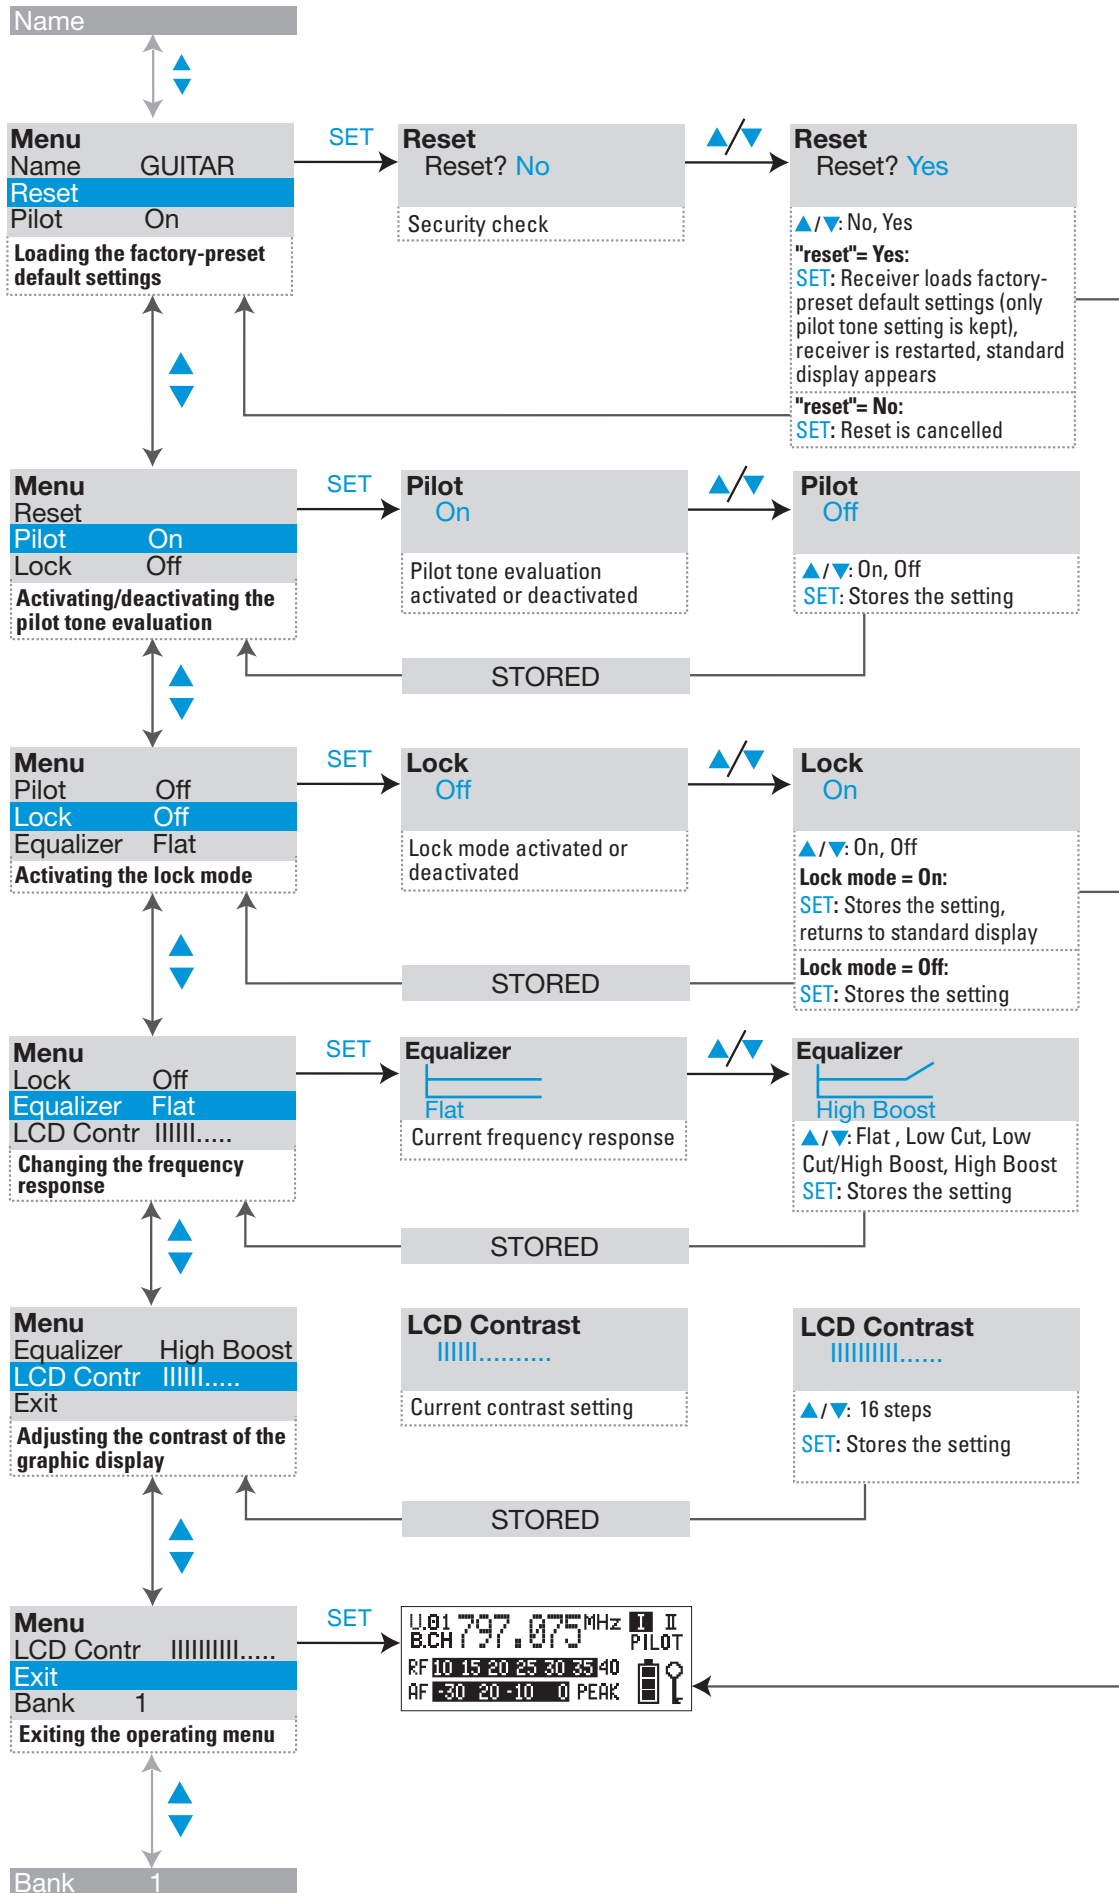 Name
Menu
Name GUITAR
Reset
Pilot On
Loading the factory-preset
default settings
SET
Reset
Reset? No
Security check
▲/▼
Reset
Reset? Yes
▲/▼: No, Yes
"reset"= Yes:
SET: Receiver loads factory-
preset default settings (only
pilot tone setting is kept),
receiver is restarted, standard
display appears
"reset"= No:
SET: Reset is cancelled
Menu
Reset
Pilot On
Lock Off
Activating/deactivating the
pilot tone evaluation
SET
Pilot
On
Pilot tone evaluation
activated or deactivated
▲/▼
Pilot
Off
▲/▼: On, Off
SET: Stores the setting
STORED
Menu
Pilot Off
Lock Off
Equalizer Flat
Activating the lock mode
SET
Lock
Off
Lock mode activated or
deactivated
▲/▼
Lock
On
▲/▼: On, Off
Lock mode = On:
SET: Stores the setting,
returns to standard display
Lock mode = Off:
SET: Stores the setting
STORED
Menu
Lock Off
Equalizer Flat
LCD Contr IIIIII.....
Changing the frequency
response
SET
Equalizer
Flat
Current frequency response
▲/▼
Equalizer
High Boost
▲/▼: Flat , Low Cut, Low
Cut/High Boost, High Boost
SET: Stores the setting
STORED
Menu
Equalizer High Boost
LCD Contr IIIIII.....
Exit
Adjusting the contrast of the
graphic display
LCD Contrast
IIIIII..........
Current contrast setting
LCD Contrast
IIIIIIIIII......
▲/▼: 16 steps
SET: Stores the setting
STORED
Menu
LCD Contr IIIIIIIIII.....
Exit
Bank 1
Exiting the operating menu
SET
U.01 797.075 MHz I II
B.CH PILOT
RF 10 15 20 25 30 35 40
AF -30 20 -10 0 PEAK
Bank 1